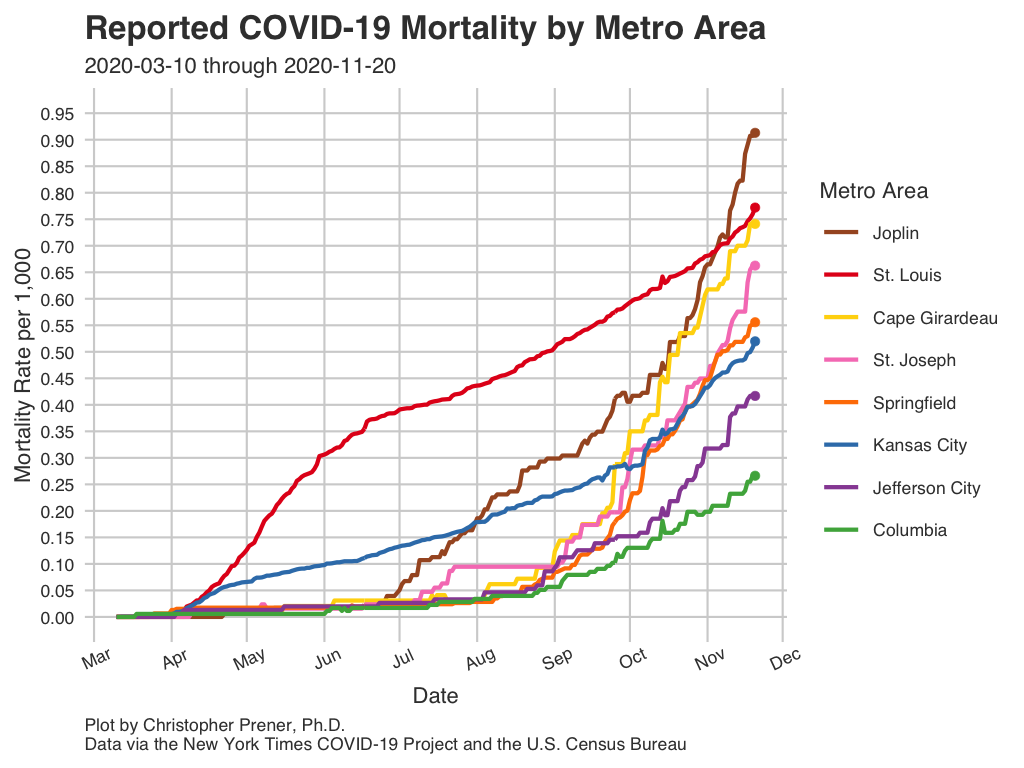 Reported COVID-19 Mortality by Metro Area
2020-03-10 through 2020-11-20
Mortality Rate per 1,000
0.95
0.90
0.85
0.80
0.75
0.70
0.65
0.60
0.55
0.50
0.45
0.40
0.35
0.30
0.25
0.20
0.15
0.10
0.05
0.00
Mar
Apr
May
Jun
Jul
Aug
Sep
Oct
Nov
Dec
Date
Metro Area
Joplin
St. Louis
Cape Girardeau
St. Joseph
Springfield
Kansas City
Jefferson City
Columbia
Plot by Christopher Prener, Ph.D.
Data via the New York Times COVID-19 Project and the U.S. Census Bureau